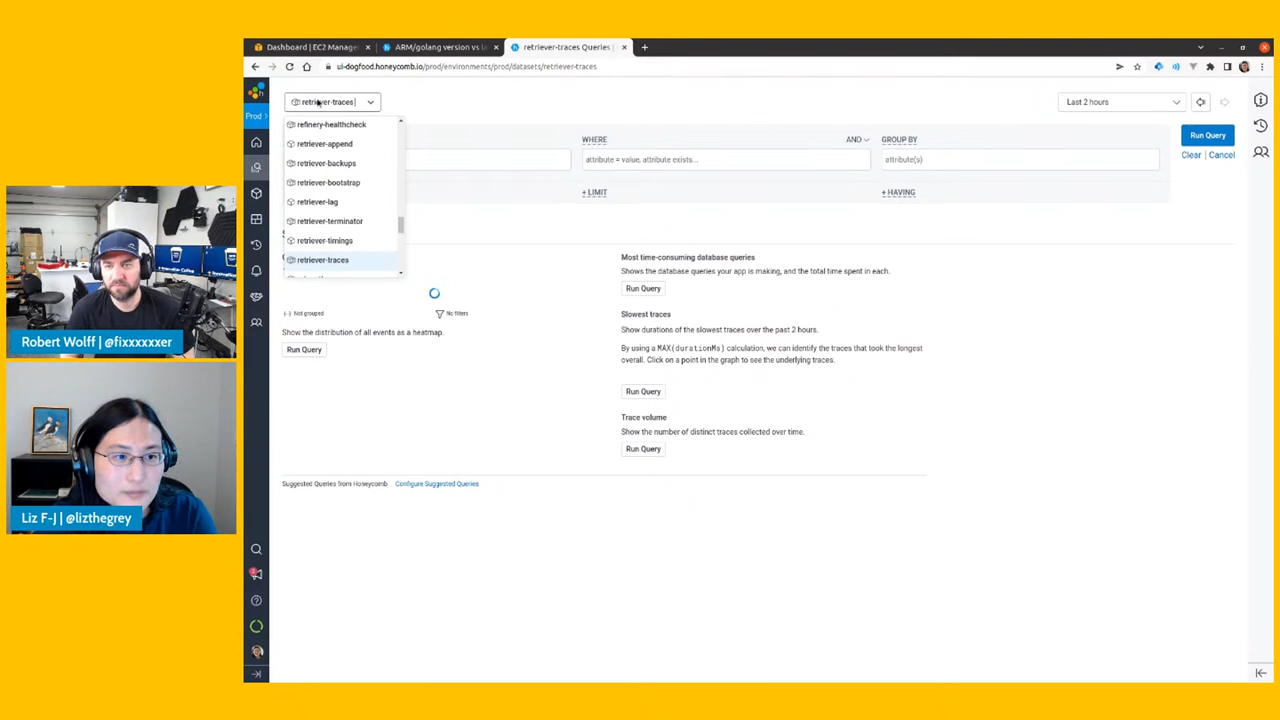 Dashboard | EC2 Manage
ARM/golang version vs la
retriever-traces Queries |
ui-dogfood.honeycomb.io/prod/environments/prod/datasets/retriever-traces
Prod
retriever-traces
Last 2 hours
refinery-healthcheck
retriever-append
retriever-backups
retriever-bootstrap
retriever-lag
retriever-terminator
retriever-timings
retriever-traces
WHERE
AND
GROUP BY
attribute = value, attribute exists...
attribute(s)
+ LIMIT
+ HAVING
Run Query
Clear | Cancel
Not grouped
No filters
Show the distribution of all events as a heatmap.
Run Query
Most time-consuming database queries
Shows the database queries your app is making, and the total time spent in each.
Run Query
Slowest traces
Show durations of the slowest traces over the past 2 hours.
By using a MAX(durationMs) calculation, we can identify the traces that took the longest
overall. Click on a point in the graph to see the underlying traces.
Run Query
Trace volume
Show the number of distinct traces collected over time.
Run Query
Suggested Queries from Honeycomb
Configure Suggested Queries
Robert Wolff | @fixxxxxxer
Liz F-J | @lizthegrey